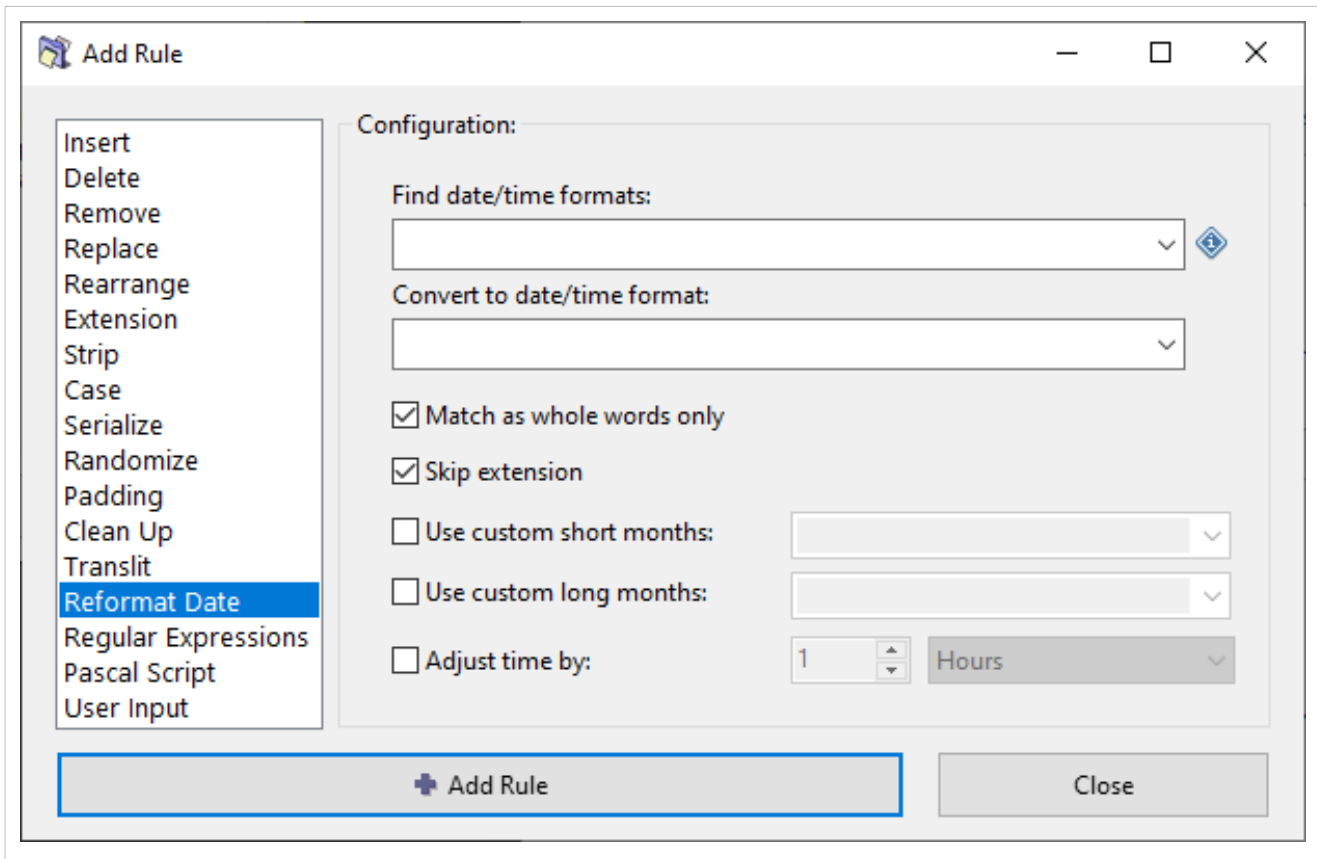 Add Rule
Insert
Delete
Remove
Replace
Rearrange
Extension
Strip
Case
Serialize
Randomize
Padding
Clean Up
Translit
Reformat Date
Regular Expressions
Pascal Script
User Input
Configuration:
Find date/time formats:
Convert to date/time format:
Match as whole words only
Skip extension
Use custom short months:
Use custom long months:
Adjust time by: 1 Hours
Add Rule Close